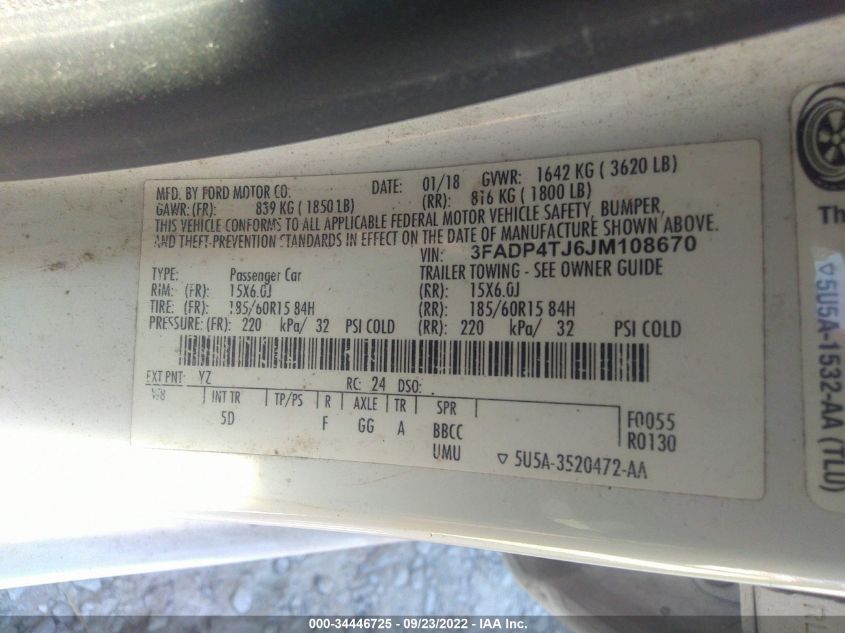 MFD. BY FORD MOTOR CO. DATE: 01/18 GVWR: 1642 KG ( 3620 LB)
GAWR: (FR): 839 KG ( 1850 LB) (RR): 816 KG ( 1800 LB)
THIS VEHICLE CONFORMS TO ALL APPLICABLE FEDERAL MOTOR VEHICLE SAFETY, BUMPER,
AND THEFT-PREVENTION STANDARDS IN EFFECT ON THE DATE OF MANUFACTURE SHOWN ABOVE.
VIN: 3FADP4TJ6JM108670
TYPE: Passenger Car TRAILER TOWING - SEE OWNER GUIDE
RIM: (FR): 15X6.0J (RR): 15X6.0J
TIRE: (FR): 185/60R15 84H (RR): 185/60R15 84H
PRESSURE: (FR): 220 kPa/ 32 PSI COLD (RR): 220 kPa/ 32 PSI COLD
EXT PNT: YZ RC: 24 DSO:
WB INT TR TP/PS R AXLE TR SPR
5D F GG A BBCC
UMU
F0055
R0130
▽ 5U5A-3520472-AA
Th
▽5U5A-1532-AA (TLU)
000-34446725 - 09/23/2022 - IAA Inc.